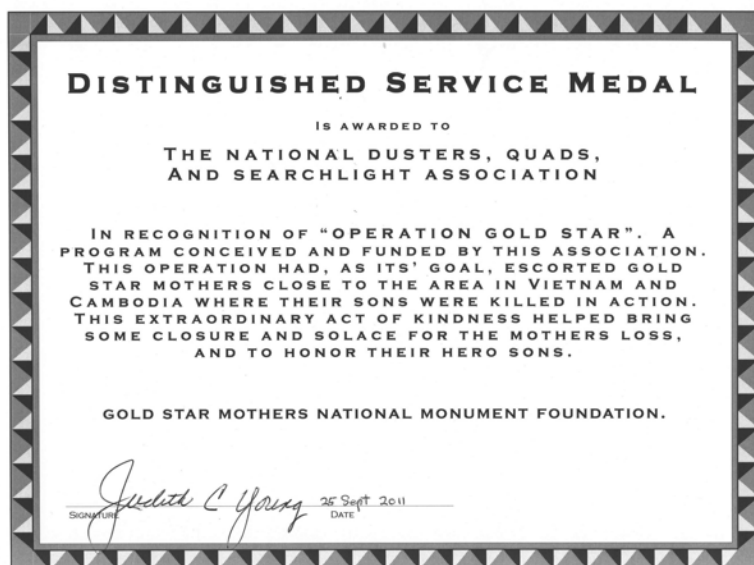 DISTINGUISHED SERVICE MEDAL
IS AWARDED TO
THE NATIONAL DUSTERS, QUADS,
AND SEARCHLIGHT ASSOCIATION
IN RECOGNITION OF “OPERATION GOLD STAR”. A
PROGRAM CONCEIVED AND FUNDED BY THIS ASSOCIATION.
THIS OPERATION HAD, AS ITS’ GOAL, ESCORTED GOLD
STAR MOTHERS CLOSE TO THE AREA IN VIETNAM AND
CAMBODIA WHERE THEIR SONS WERE KILLED IN ACTION.
THIS EXTRAORDINARY ACT OF KINDNESS HELPED BRING
SOME CLOSURE AND SOLACE FOR THE MOTHERS LOSS,
AND TO HONOR THEIR HERO SONS.
GOLD STAR MOTHERS NATIONAL MONUMENT FOUNDATION.
Judith C Young 25 Sept 2011
SIGNATURE DATE